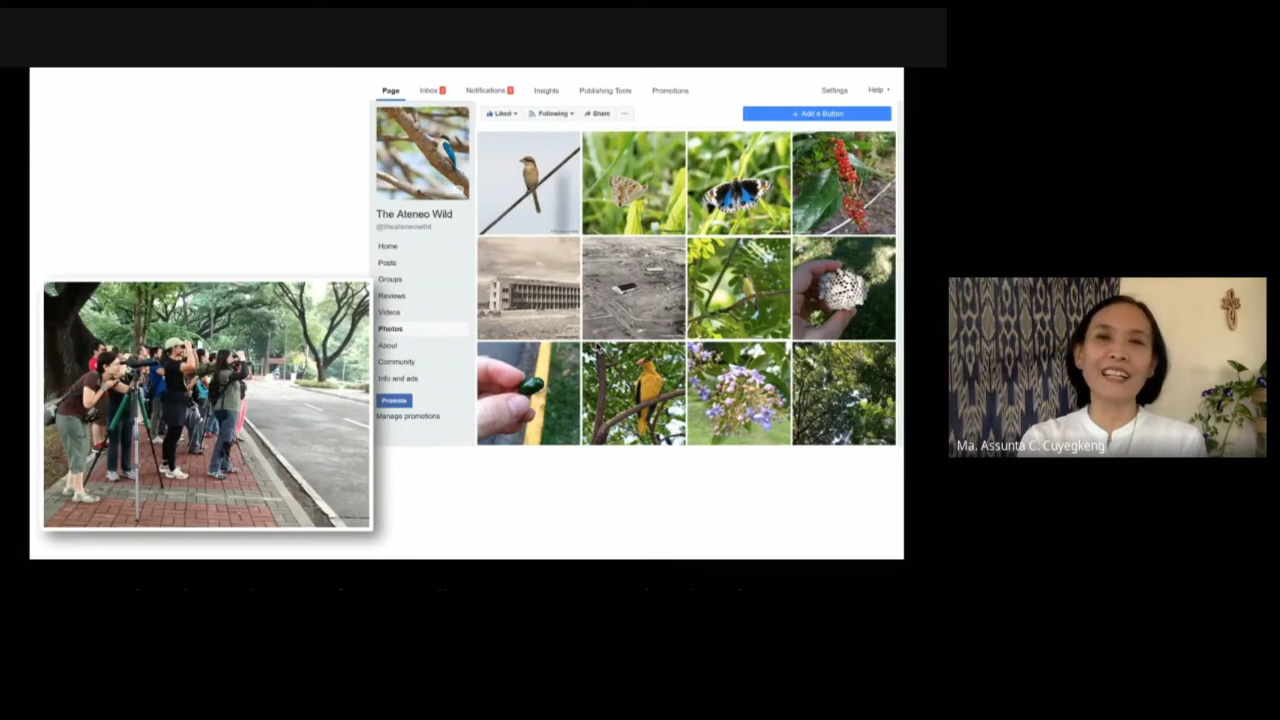 Page Inbox 2 Notifications Insights Publishing Tools Promotions Settings Help
Liked Following Share
+ Add a Button
The Ateneo Wild
@theateneowild
Home
Posts
Groups
Reviews
Videos
Photos
About
Community
Info and ads
Promote
Manage promotions
Ma. Assunta C. Cuyegkeng